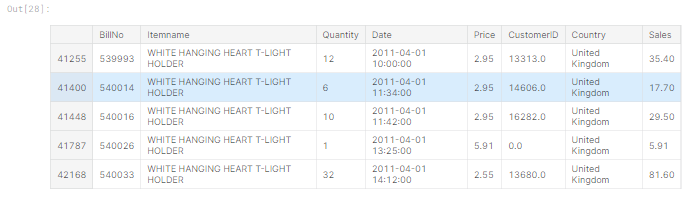 Out[28]:
BillNo Itemname Quantity Date Price CustomerID Country Sales
41255 539993 WHITE HANGING HEART T-LIGHT HOLDER 12 2011-04-01 10:00:00 2.95 13313.0 United Kingdom 35.40
41400 540014 WHITE HANGING HEART T-LIGHT HOLDER 6 2011-04-01 11:34:00 2.95 14606.0 United Kingdom 17.70
41448 540016 WHITE HANGING HEART T-LIGHT HOLDER 10 2011-04-01 11:42:00 2.95 16282.0 United Kingdom 29.50
41787 540026 WHITE HANGING HEART T-LIGHT HOLDER 1 2011-04-01 13:25:00 5.91 0.0 United Kingdom 5.91
42168 540033 WHITE HANGING HEART T-LIGHT HOLDER 32 2011-04-01 14:12:00 2.55 13680.0 United Kingdom 81.60